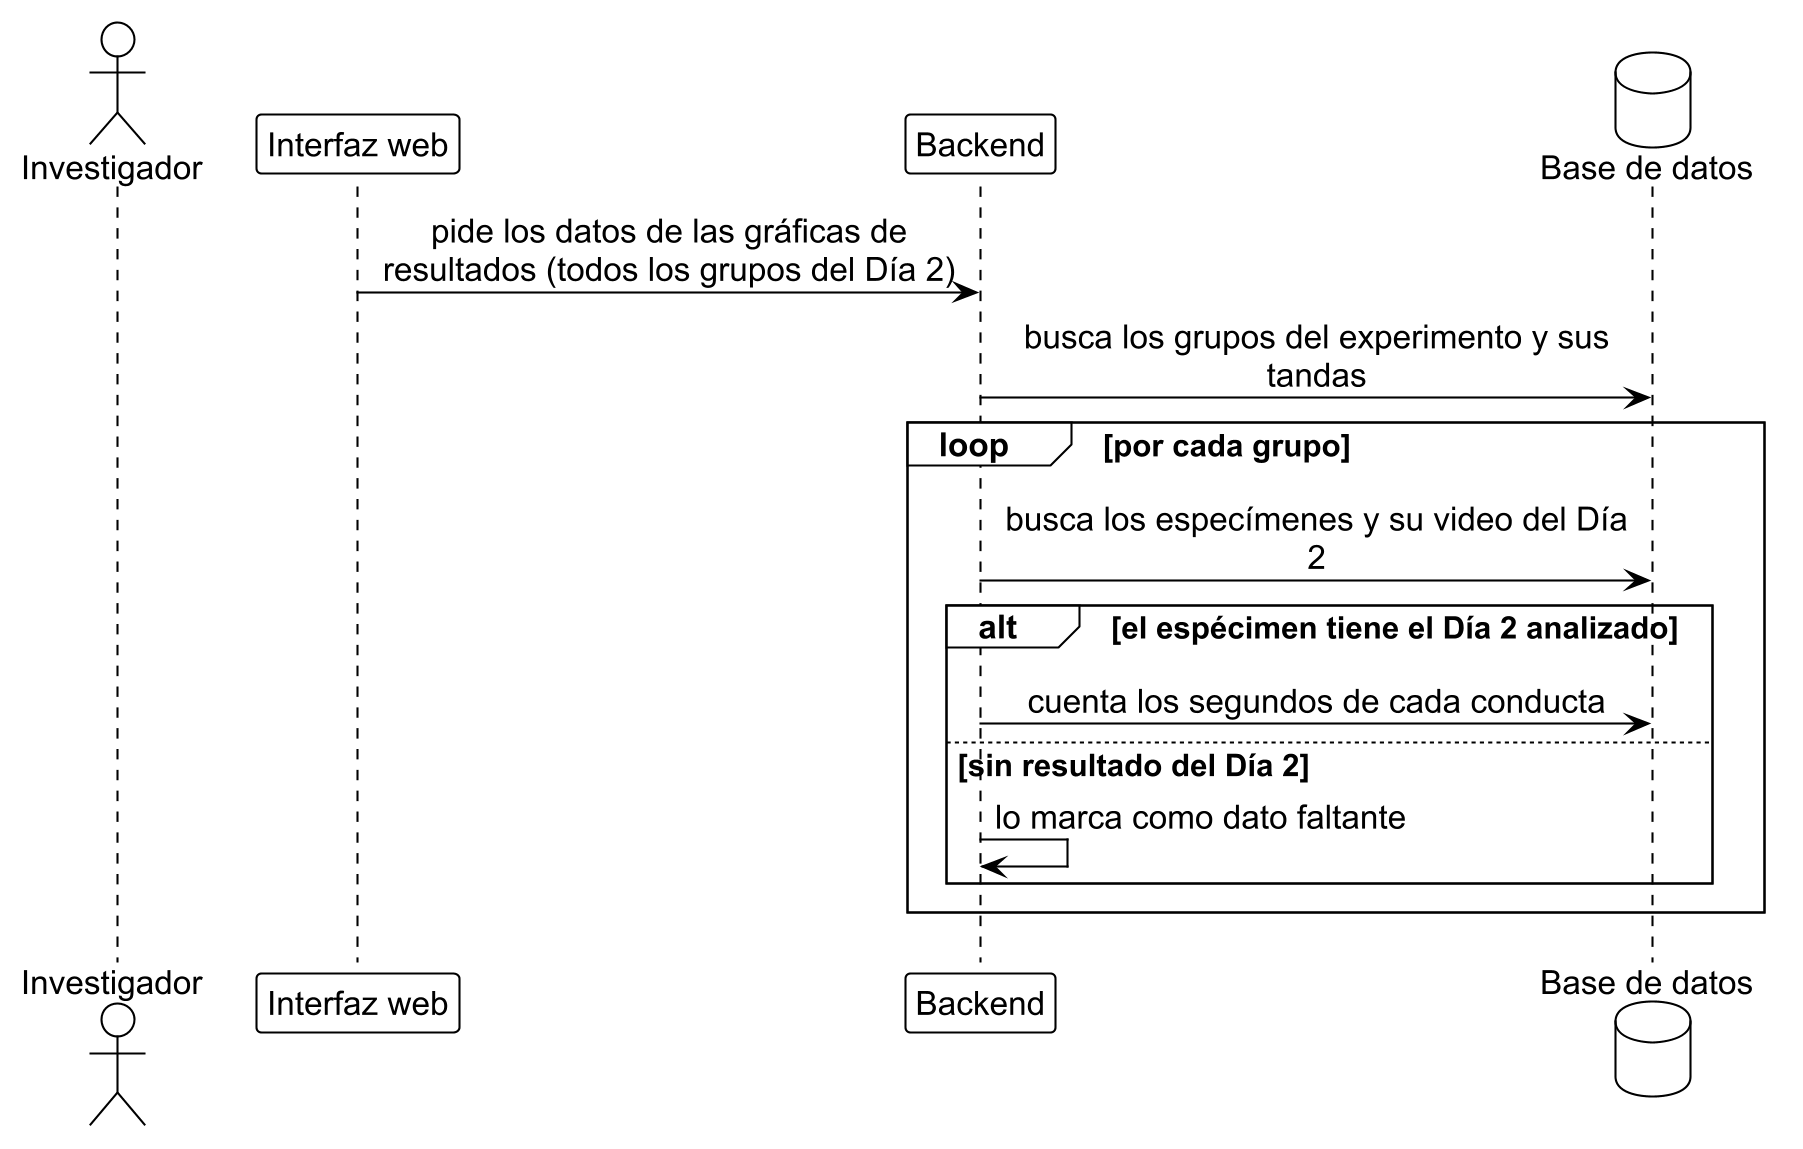 Investigador
Interfaz web
Backend
Base de datos
pide los datos de las gráficas de
resultados (todos los grupos del Día 2)
busca los grupos del experimento y sus
tandas
loop
[por cada grupo]
busca los especímenes y su video del Día
2
alt
[el espécimen tiene el Día 2 analizado]
cuenta los segundos de cada conducta
[sin resultado del Día 2]
lo marca como dato faltante
Investigador
Interfaz web
Backend
Base de datos